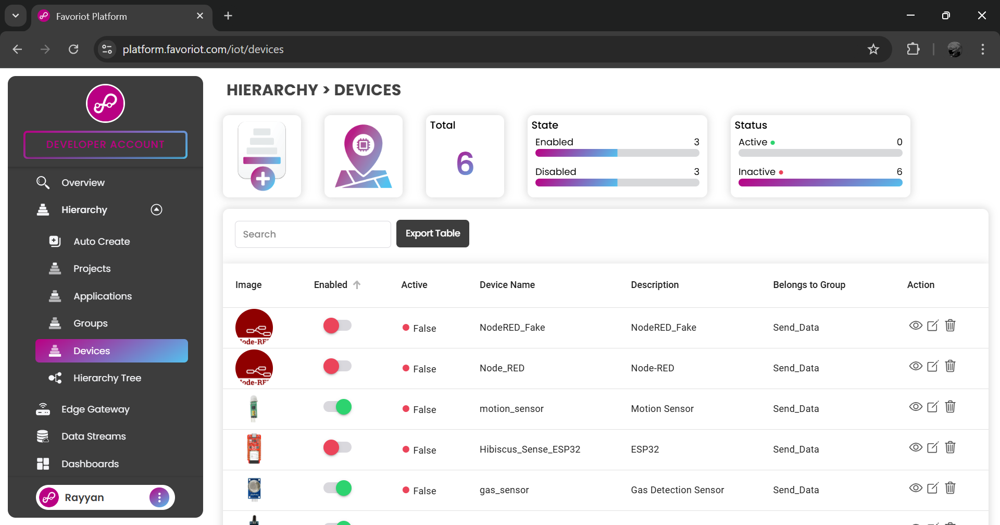 Favoriot Platform
platform.favoriot.com/iot/devices
DEVELOPER ACCOUNT
Overview
Hierarchy
Auto Create
Projects
Applications
Groups
Devices
Hierarchy Tree
Edge Gateway
Data Streams
Dashboards
Rayyan
HIERARCHY > DEVICES
Total
6
State
Enabled 3
Disabled 3
Status
Active 0
Inactive 6
Search
Export Table
Image Enabled Active Device Name Description Belongs to Group Action
False NodeRED_Fake NodeRED_Fake Send_Data
False Node_RED Node-RED Send_Data
False motion_sensor Motion Sensor Send_Data
False Hibiscus_Sense_ESP32 ESP32 Send_Data
False gas_sensor Gas Detection Sensor Send_Data